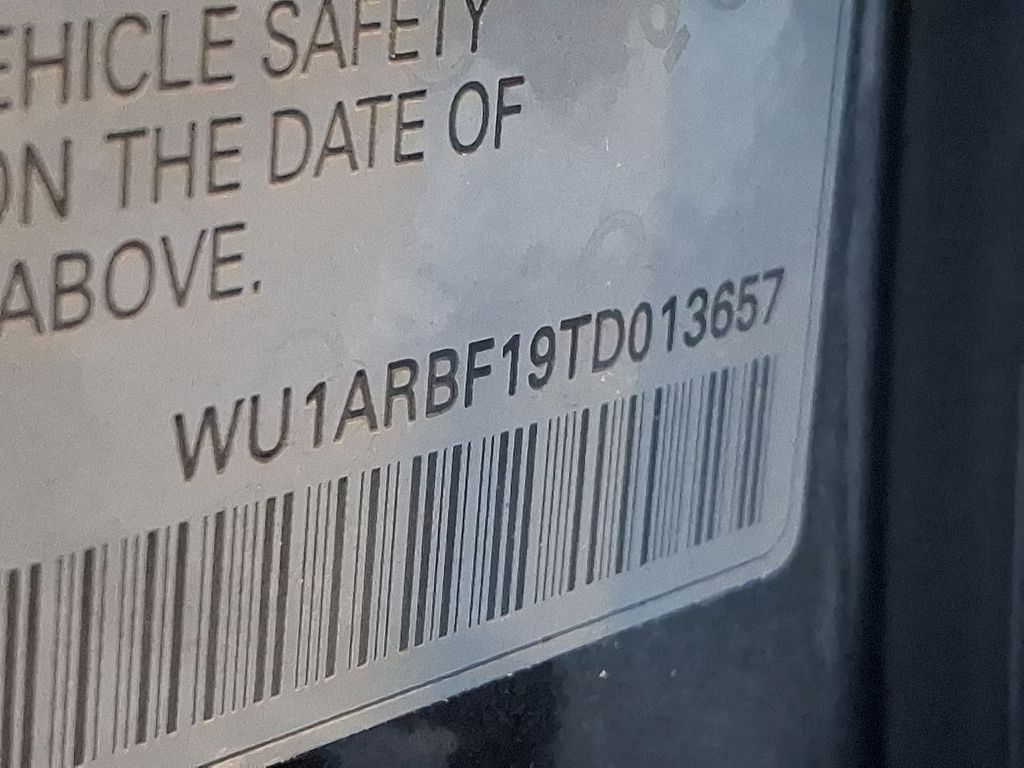 EHICLE SAFETY
ON THE DATE OF
ABOVE.
WU1ARBF19TD013657